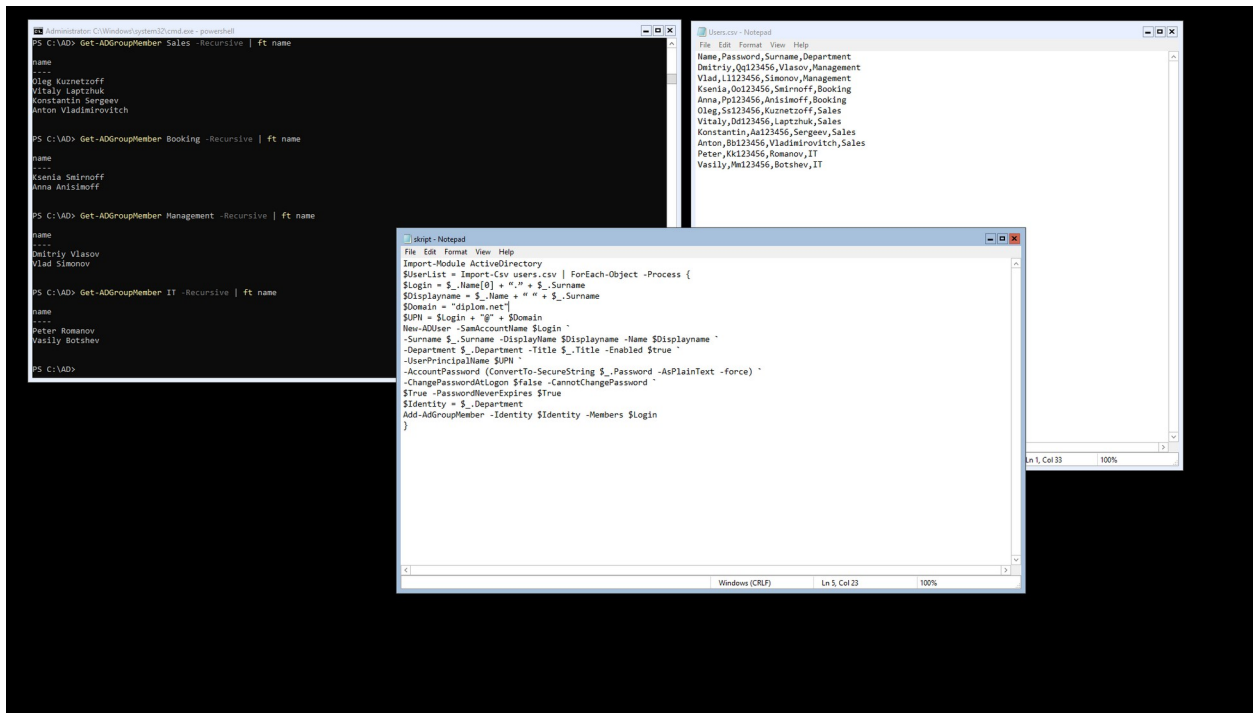 Administrator: C:\Windows\system32\cmd.exe - powershell
PS C:\AD> Get-ADGroupMember Sales -Recursive | ft name
name
----
Oleg Kuznetzoff
Vitaly Laptzhuk
Konstantin Sergeev
Anton Vladimirovitch
PS C:\AD> Get-ADGroupMember Booking -Recursive | ft name
name
----
Ksenia Smirnoff
Anna Anisimoff
PS C:\AD> Get-ADGroupMember Management -Recursive | ft name
name
----
Dmitriy Vlasov
Vlad Simonov
PS C:\AD> Get-ADGroupMember IT -Recursive | ft name
name
----
Peter Romanov
Vasily Botshev
PS C:\AD>
Users.csv - Notepad
File Edit Format View Help
Name,Password,Surname,Department
Dmitriy,Qq123456,Vlasov,Management
Vlad,Ll123456,Simonov,Management
Ksenia,Oo123456,Smirnoff,Booking
Anna,Pp123456,Anisimoff,Booking
Oleg,Ss123456,Kuznetzoff,Sales
Vitaly,Dd123456,Laptzhuk,Sales
Konstantin,Aa123456,Sergeev,Sales
Anton,Bb123456,Vladimirovitch,Sales
Peter,Kk123456,Romanov,IT
Vasily,Mm123456,Botshev,IT
Ln 1, Col 33 100%
skript - Notepad
File Edit Format View Help
Import-Module ActiveDirectory
$UserList = Import-Csv users.csv | ForEach-Object -Process {
$Login = $_.Name[0] + “.” + $_.Surname
$Displayname = $_.Name + “ “ + $_.Surname
$Domain = "diplom.net"
$UPN = $Login + "@" + $Domain
New-ADUser -SamAccountName $Login `
-Surname $_.Surname -DisplayName $Displayname -Name $Displayname `
-Department $_.Department -Title $_.Title -Enabled $true `
-UserPrincipalName $UPN `
-AccountPassword (ConvertTo-SecureString $_.Password -AsPlainText -force) `
-ChangePasswordAtLogon $false -CannotChangePassword `
$True -PasswordNeverExpires $True
$Identity = $_.Department
Add-AdGroupMember -Identity $Identity -Members $Login
}
Windows (CRLF) Ln 5, Col 23 100%